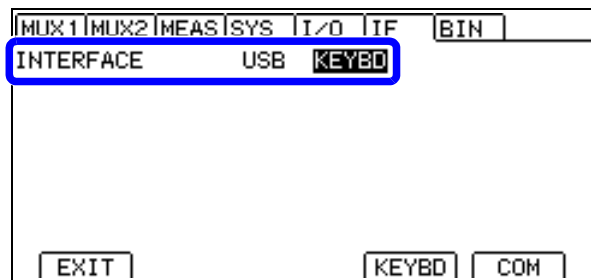 MUX1 MUX2 MEAS SYS I/O IF BIN
INTERFACE USB KEYBD
EXIT KEYBD COM